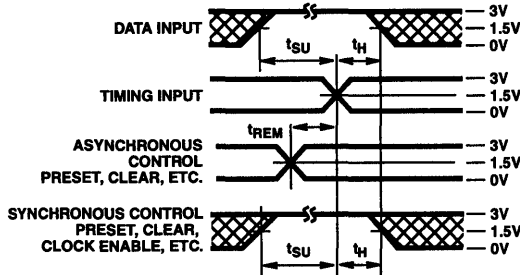 DATA INPUT
3V
1.5V
0V
tSU
tH
TIMING INPUT
3V
1.5V
0V
tREM
ASYNCHRONOUS
CONTROL
PRESET, CLEAR, ETC.
3V
1.5V
0V
SYNCHRONOUS CONTROL
PRESET, CLEAR,
CLOCK ENABLE, ETC.
3V
1.5V
0V
tSU
tH